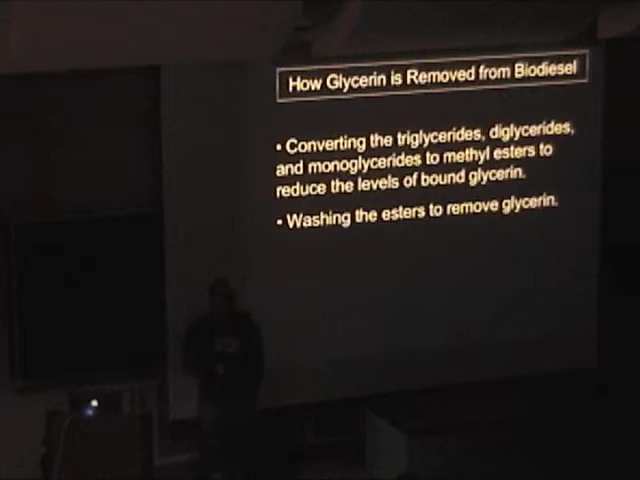 How Glycerin is Removed from Biodiesel
• Converting the triglycerides, diglycerides,
and monoglycerides to methyl esters to
reduce the levels of bound glycerin.
• Washing the esters to remove glycerin.